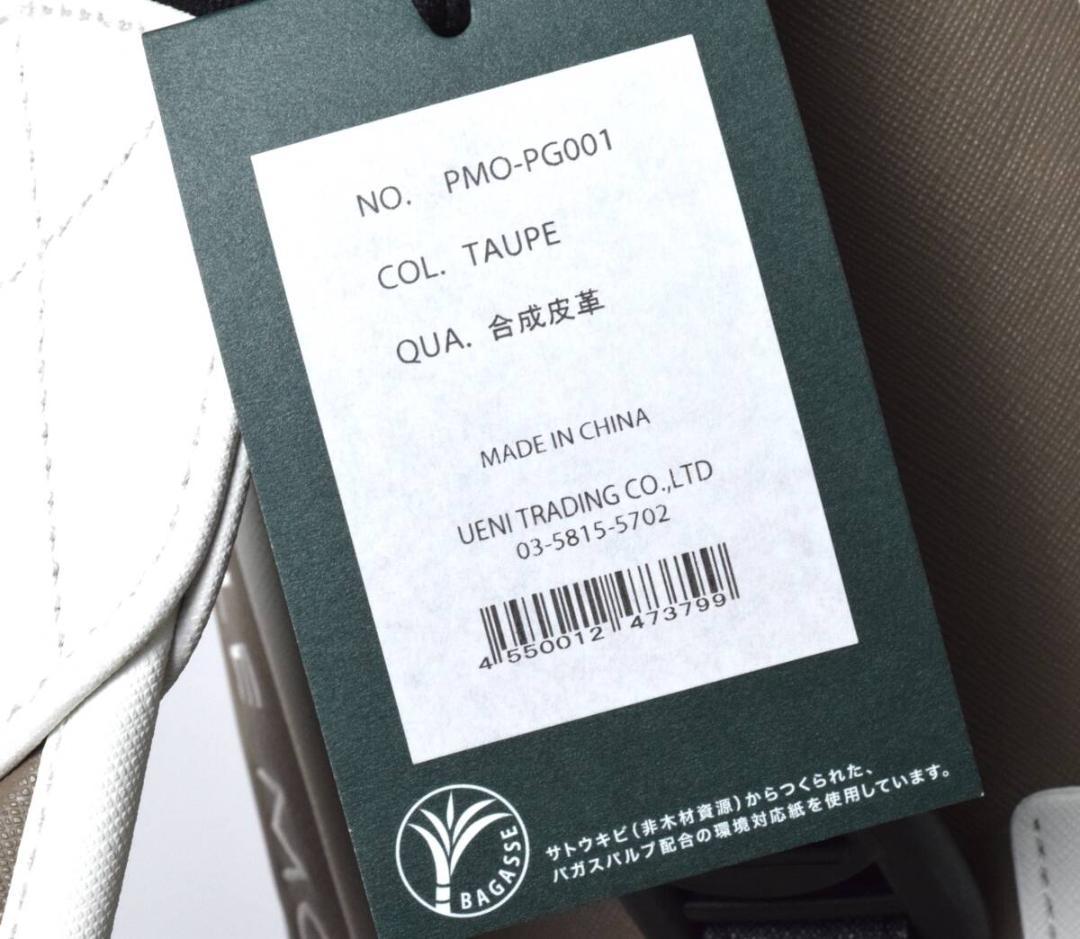 NO. PMO-PG001
COL. TAUPE
QUA. 合成皮革
MADE IN CHINA
UENI TRADING CO.,LTD
03-5815-5702
4 550012 473799
BAGASSE
サトウキビ(非木材資源)からつくられた、
バガスパルプ配合の環境対応紙を使用しています。